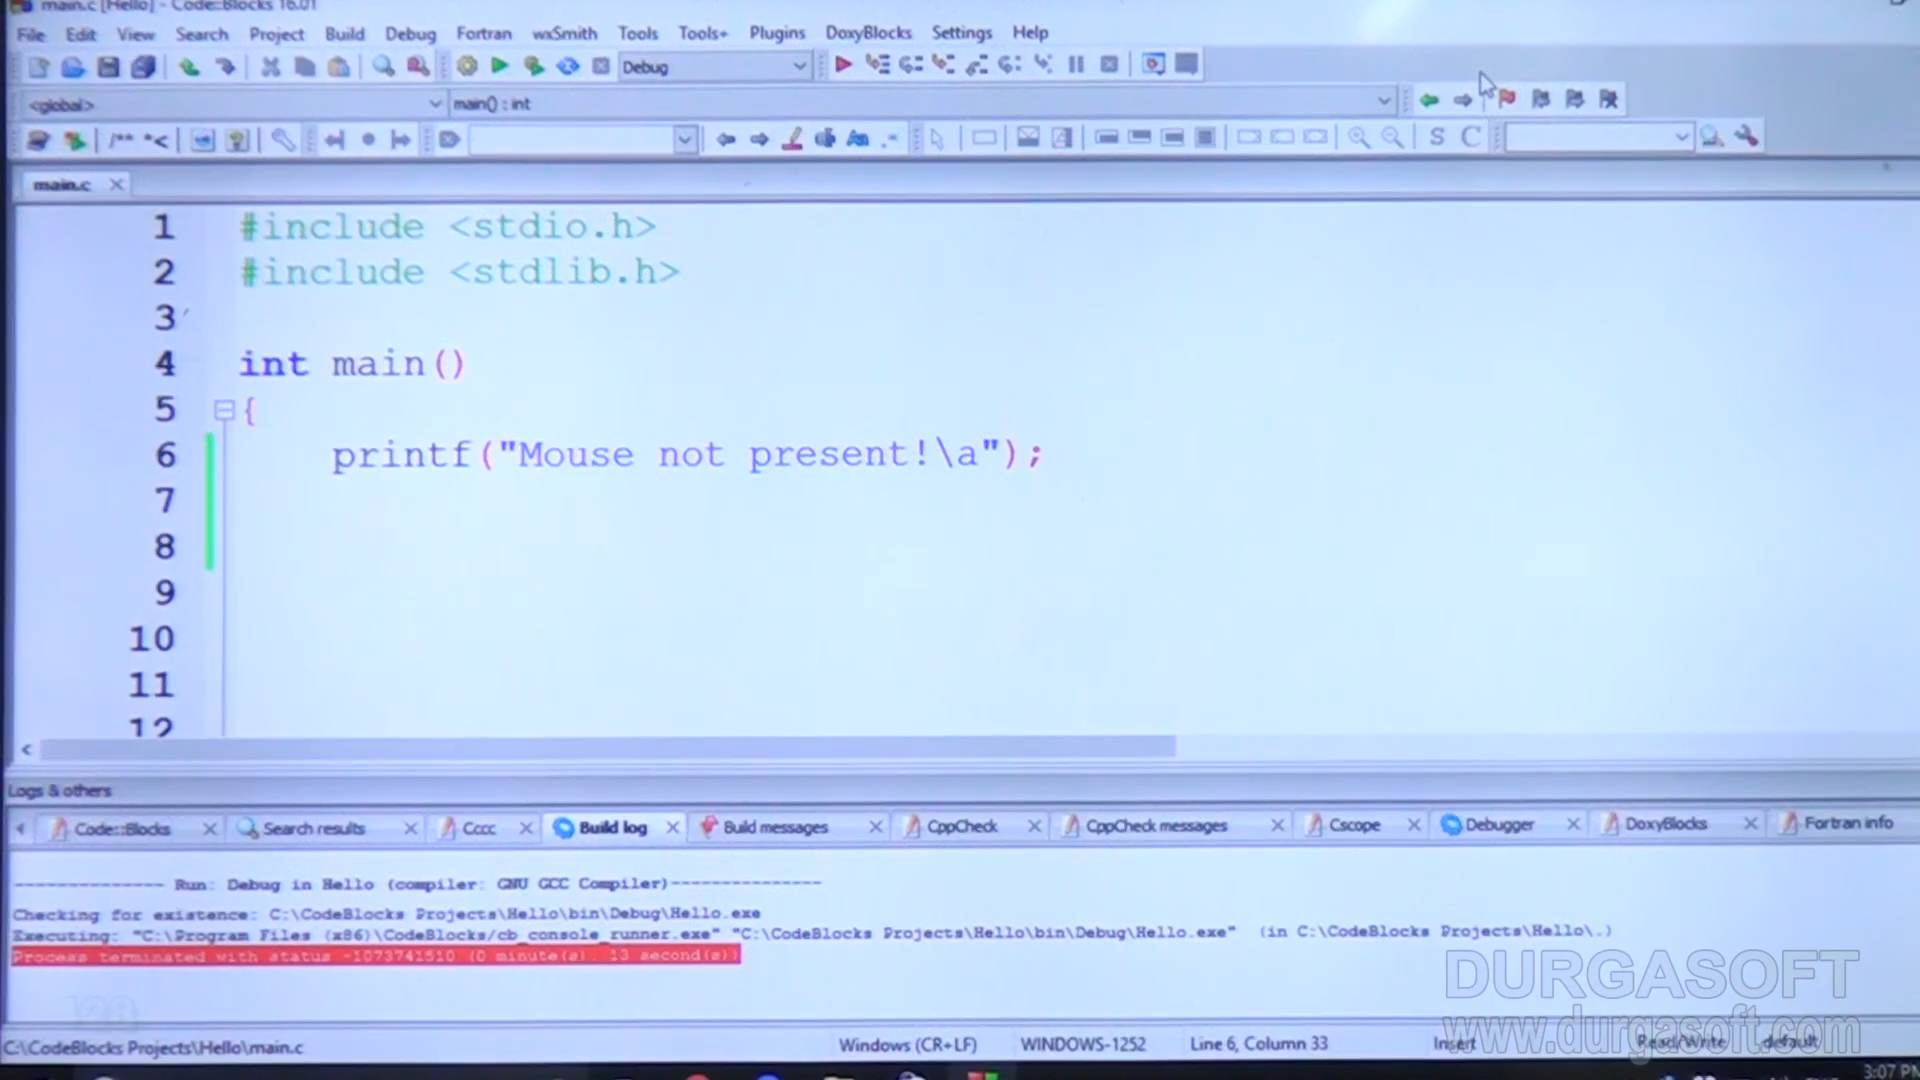 main.c [Hello] - Code::Blocks 16.01
File Edit View Search Project Build Debug Fortran wxSmith Tools Tools+ Plugins DoxyBlocks Settings Help
Debug
<global> main() : int
/** *<
S C
main.c
1 #include <stdio.h>
2 #include <stdlib.h>
3
4 int main()
5 {
6 printf("Mouse not present!\a");
7
8
9
10
11
12
Logs & others
Code::Blocks Search results Cccc Build log Build messages CppCheck CppCheck messages Cscope Debugger DoxyBlocks Fortran info
-------------- Run: Debug in Hello (compiler: GNU GCC Compiler)---------------
Checking for existence: C:\CodeBlocks Projects\Hello\bin\Debug\Hello.exe
Executing: "C:\Program Files (x86)\CodeBlocks/cb_console_runner.exe" "C:\CodeBlocks Projects\Hello\bin\Debug\Hello.exe" (in C:\CodeBlocks Projects\Hello\.)
Process terminated with status -1073741510 (0 minute(s), 13 second(s))
DURGASOFT
www.durgasoft.com
128
C:\CodeBlocks Projects\Hello\main.c Windows (CR+LF) WINDOWS-1252 Line 6, Column 33 Insert Read/Write default
3:07 PM